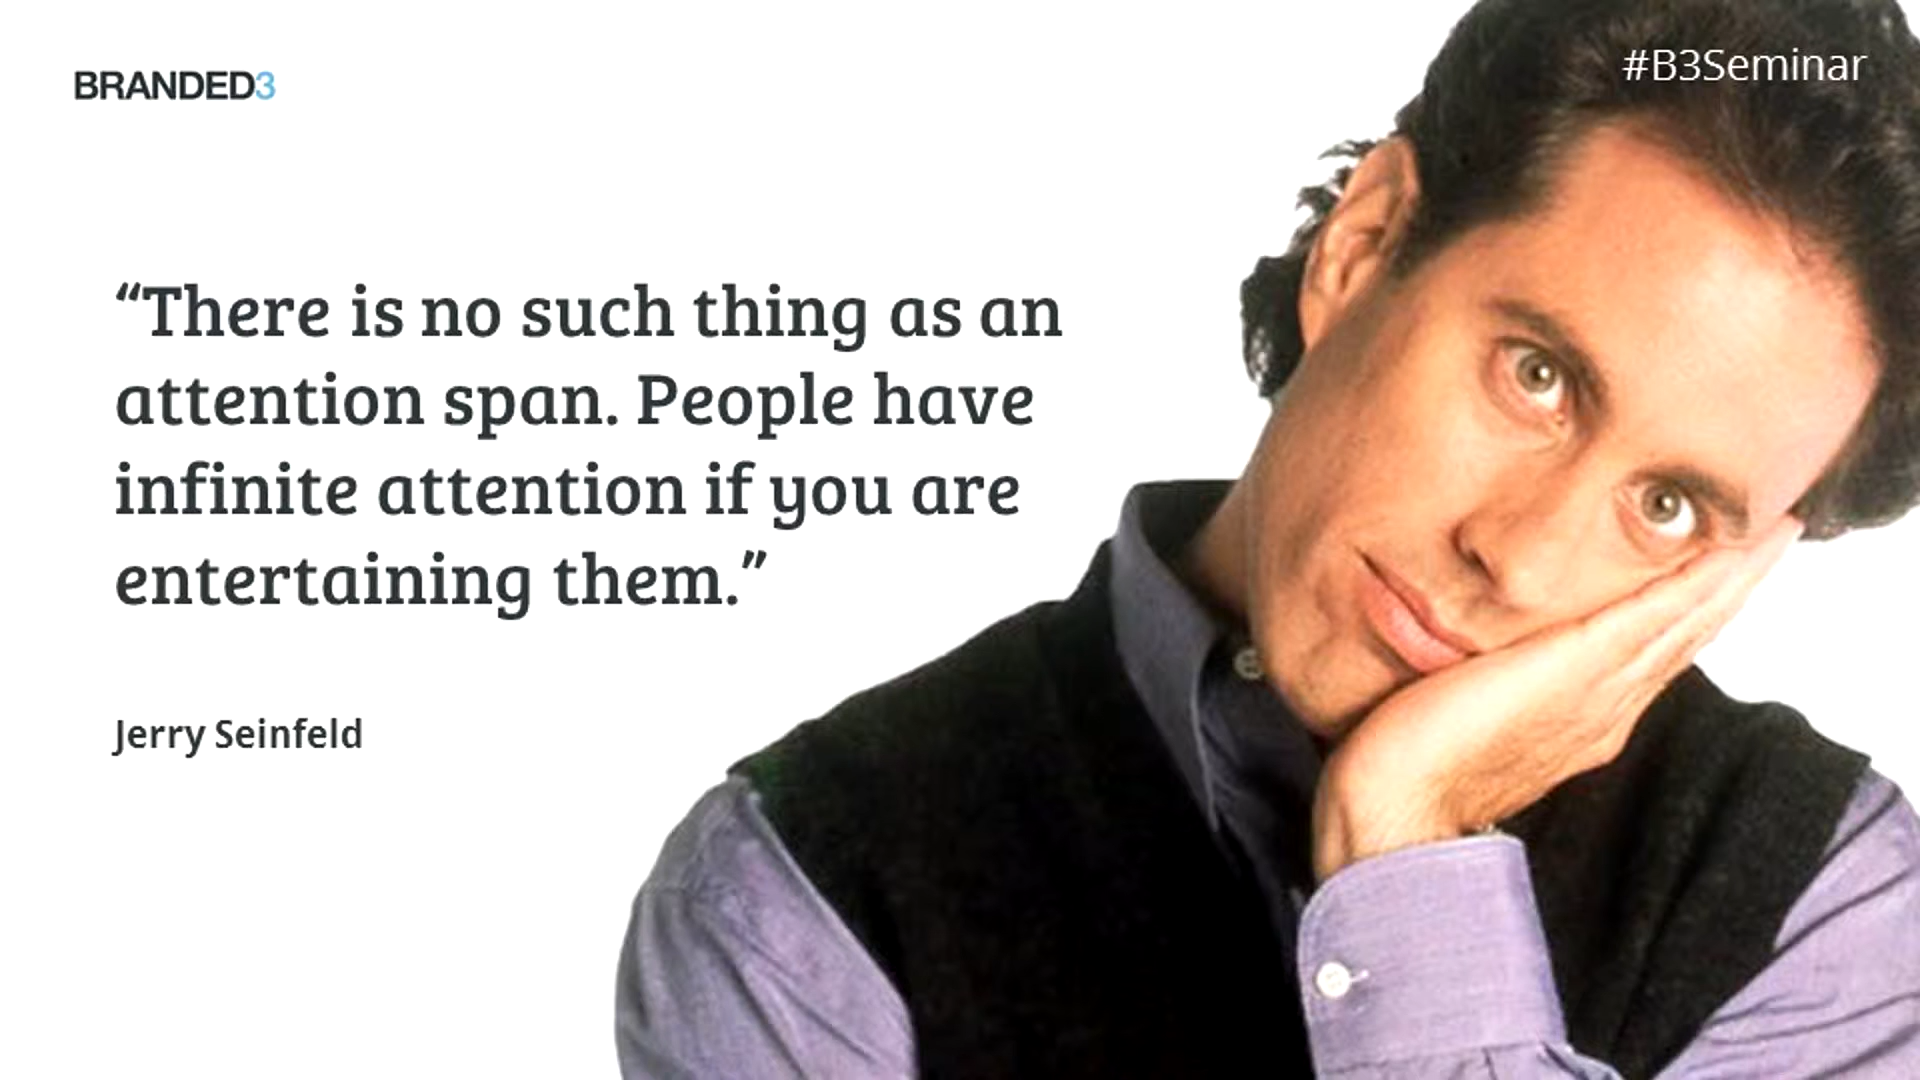 BRANDED3
#B3Seminar
“There is no such thing as an
attention span. People have
infinite attention if you are
entertaining them.”
Jerry Seinfeld